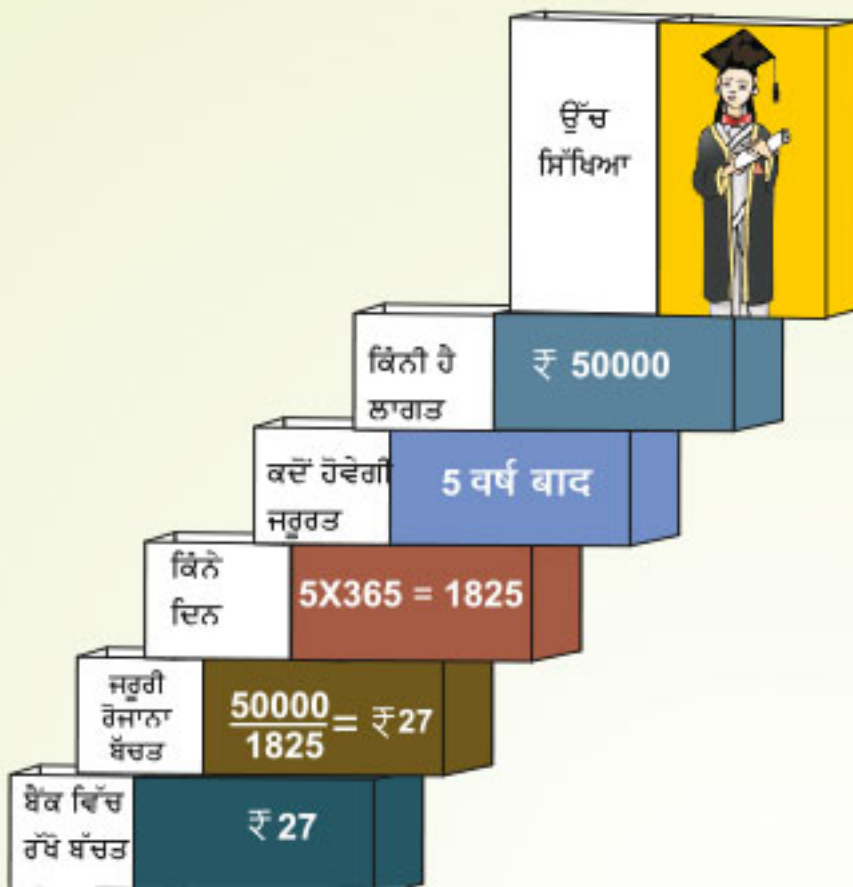 ਉੱਚ
ਸਿੱਖਿਆ
ਕਿੰਨੀ ਹੈ
ਲਾਗਤ
₹ 50000
ਕਦੋਂ ਹੋਵੇਗੀ
ਜਰੂਰਤ
5 वर्ष बाद
ਕਿੰਨੇ
ਦਿਨ
5X365 = 1825
ਜਰੂਰੀ
ਰੋਜਾਨਾ
ਬੱਚਤ
50000
1825
= ₹27
ਬੈਂਕ ਵਿੱਚ
ਰੱਖੋ ਬੱਚਤ
₹ 27